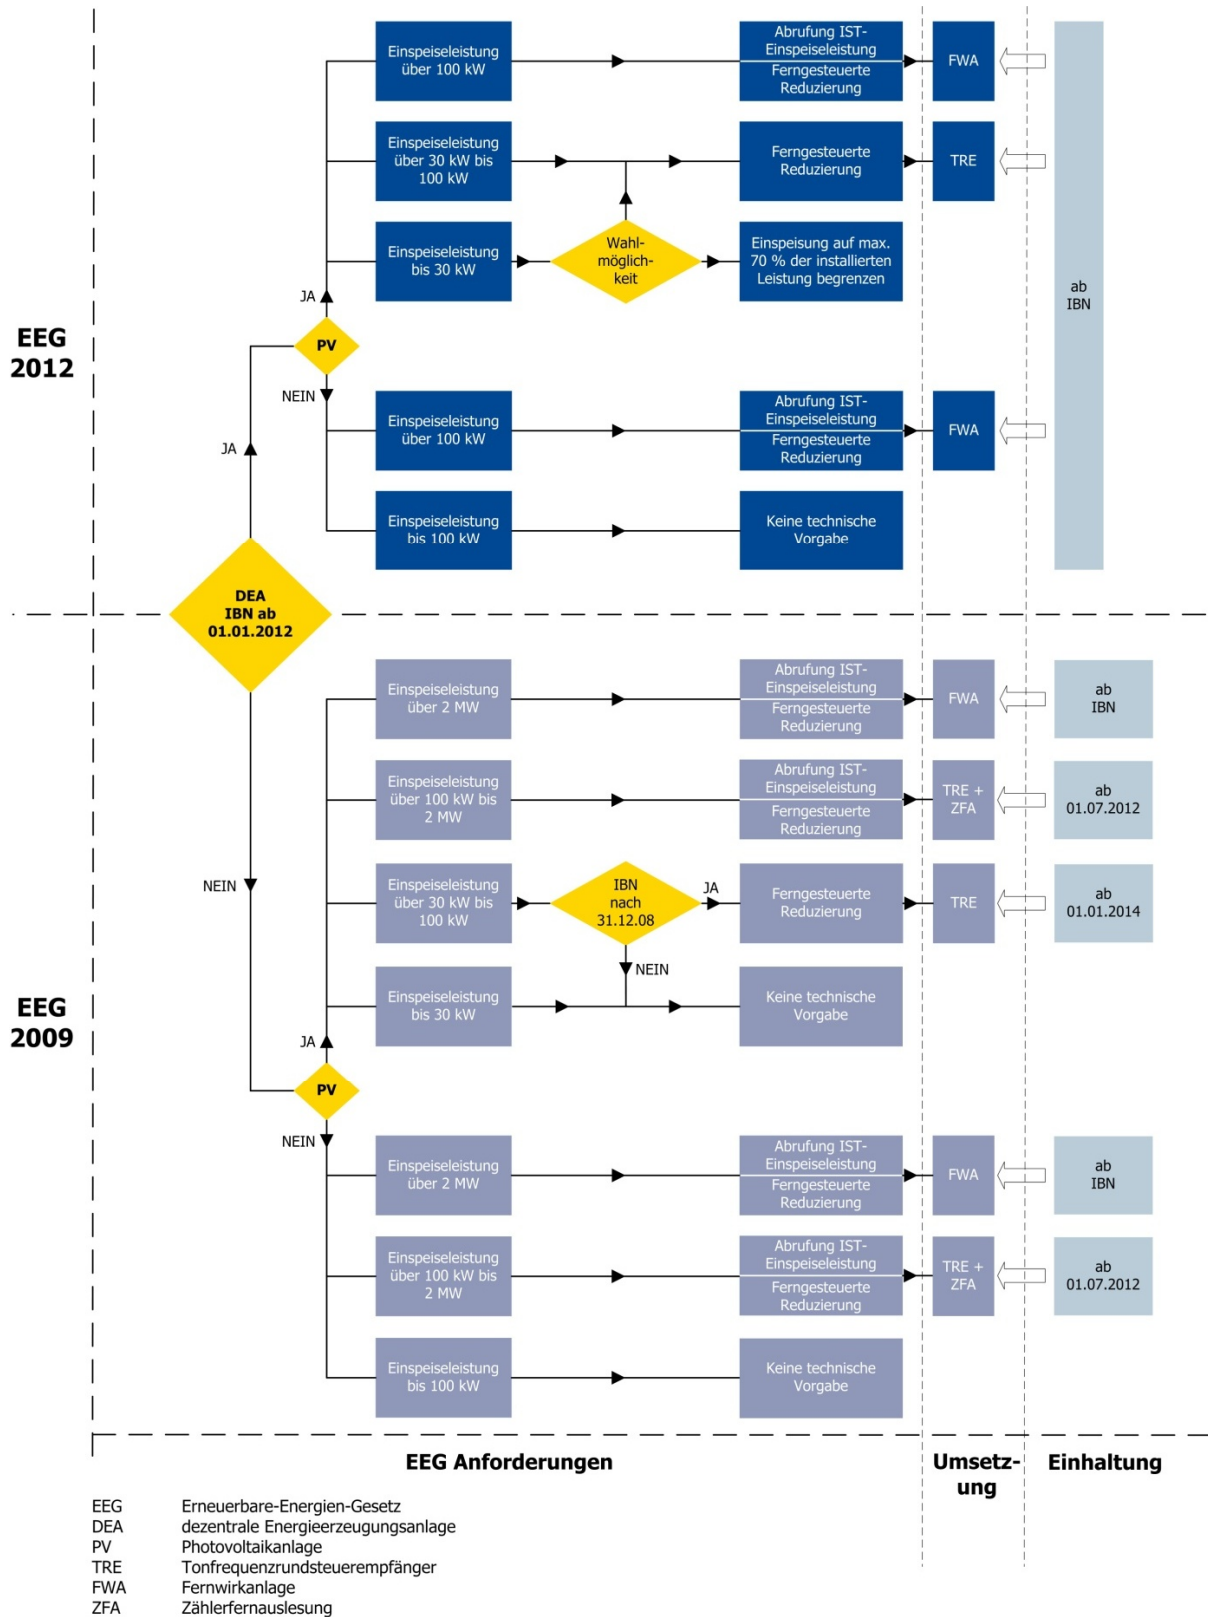 EEG
2012
Einspeiseleistung
über 100 kW
Abrufung IST-
Einspeiseleistung
Ferngesteuerte
Reduzierung
FWA
Einspeiseleistung
über 30 kW bis
100 kW
Ferngesteuerte
Reduzierung
TRE
Einspeiseleistung
bis 30 kW
Wahl-
möglich-
keit
Einspeisung auf max.
70 % der installierten
Leistung begrenzen
ab
IBN
JA
PV
NEIN
Einspeiseleistung
über 100 kW
Abrufung IST-
Einspeiseleistung
Ferngesteuerte
Reduzierung
FWA
JA
Einspeiseleistung
bis 100 kW
Keine technische
Vorgabe
DEA
IBN ab
01.01.2012
EEG
2009
Einspeiseleistung
über 2 MW
Abrufung IST-
Einspeiseleistung
Ferngesteuerte
Reduzierung
FWA
ab
IBN
Einspeiseleistung
über 100 kW bis
2 MW
Abrufung IST-
Einspeiseleistung
Ferngesteuerte
Reduzierung
TRE +
ZFA
ab
01.07.2012
NEIN
Einspeiseleistung
über 30 kW bis
100 kW
IBN
nach
31.12.08
JA
Ferngesteuerte
Reduzierung
TRE
ab
01.01.2014
NEIN
Einspeiseleistung
bis 30 kW
Keine technische
Vorgabe
JA
PV
NEIN
Einspeiseleistung
über 2 MW
Abrufung IST-
Einspeiseleistung
Ferngesteuerte
Reduzierung
FWA
ab
IBN
Einspeiseleistung
über 100 kW bis
2 MW
Abrufung IST-
Einspeiseleistung
Ferngesteuerte
Reduzierung
TRE +
ZFA
ab
01.07.2012
Einspeiseleistung
bis 100 kW
Keine technische
Vorgabe
EEG Anforderungen
Umsetz-
ung
Einhaltung
EEG Erneuerbare-Energien-Gesetz
DEA dezentrale Energieerzeugungsanlage
PV Photovoltaikanlage
TRE Tonfrequenzrundsteuerempfänger
FWA Fernwirkanlage
ZFA Zählerfernauslesung